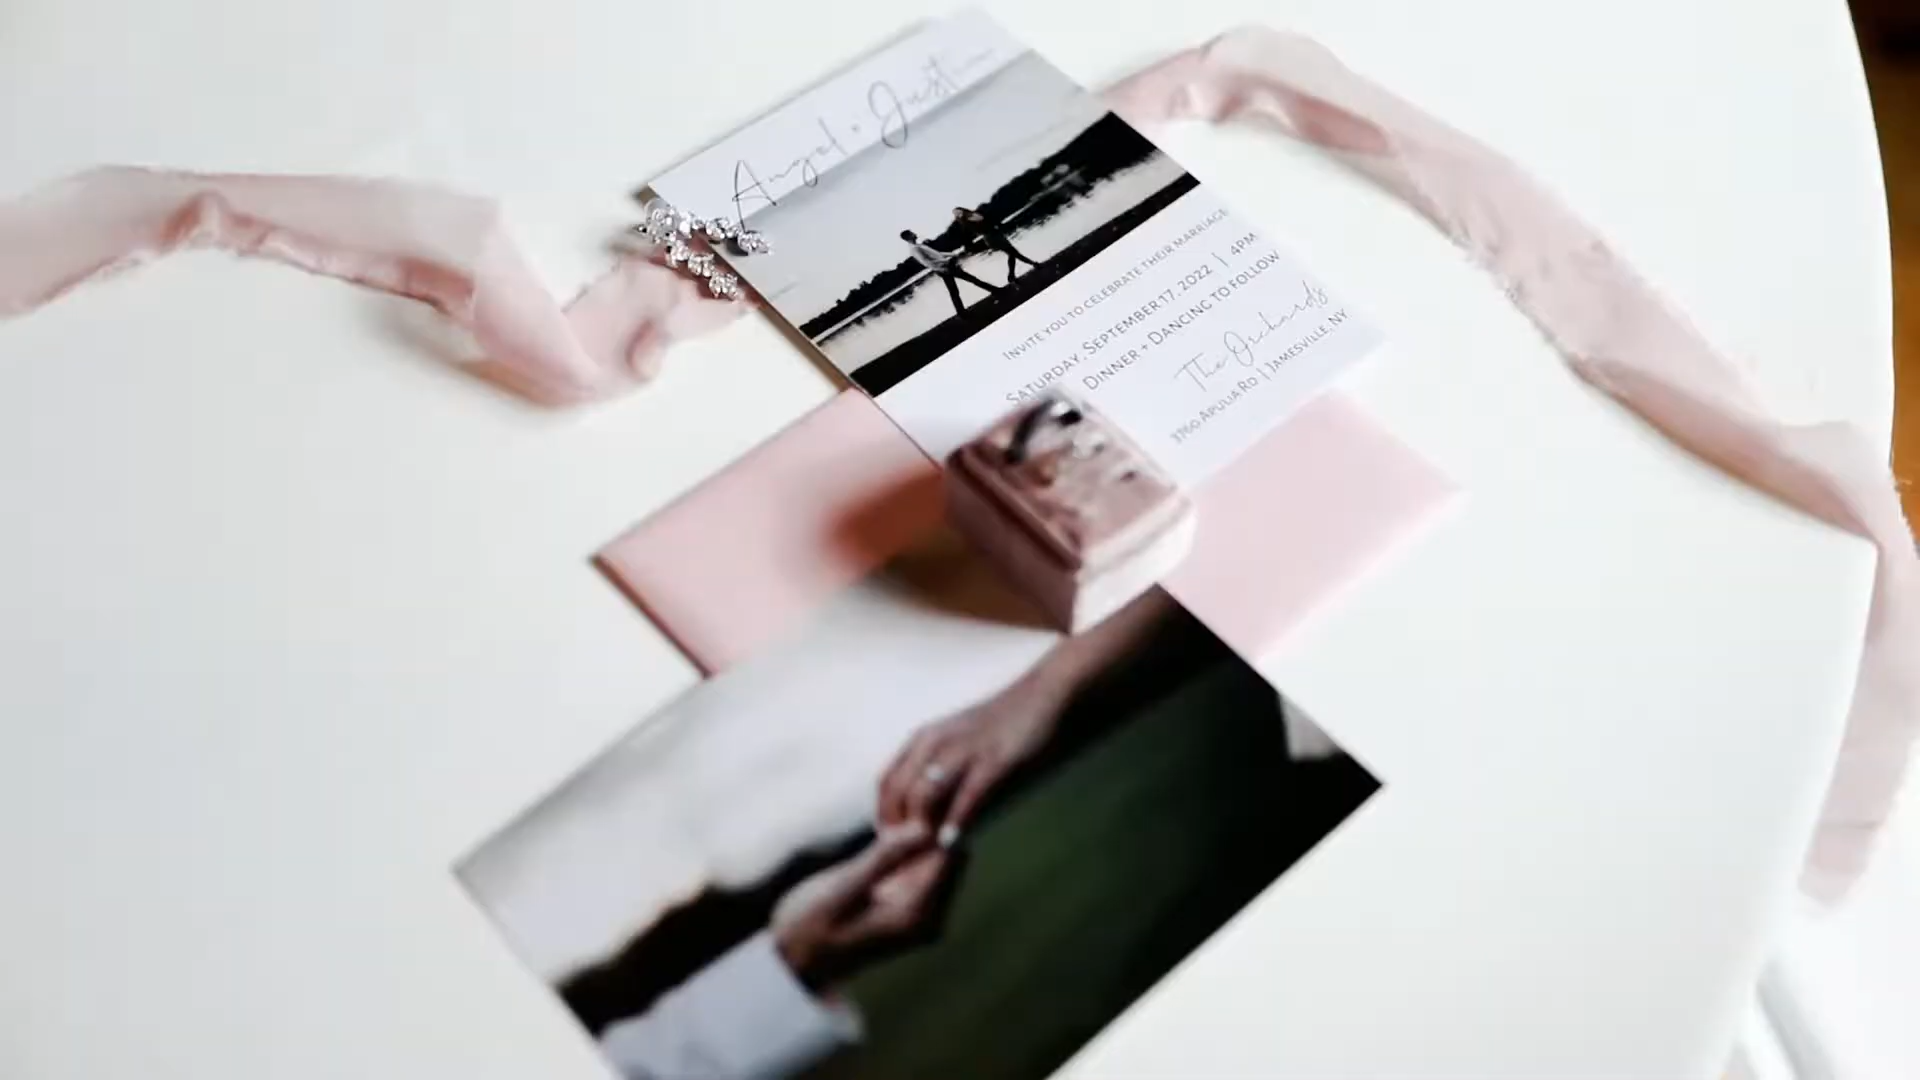 Angel + Just
INVITE YOU TO CELEBRATE THEIR MARRIAGE
SATURDAY, SEPTEMBER 17, 2022 | 4PM
DINNER + DANCING TO FOLLOW
The Orchards
3760 APULIA RD | JAMESVILLE, NY